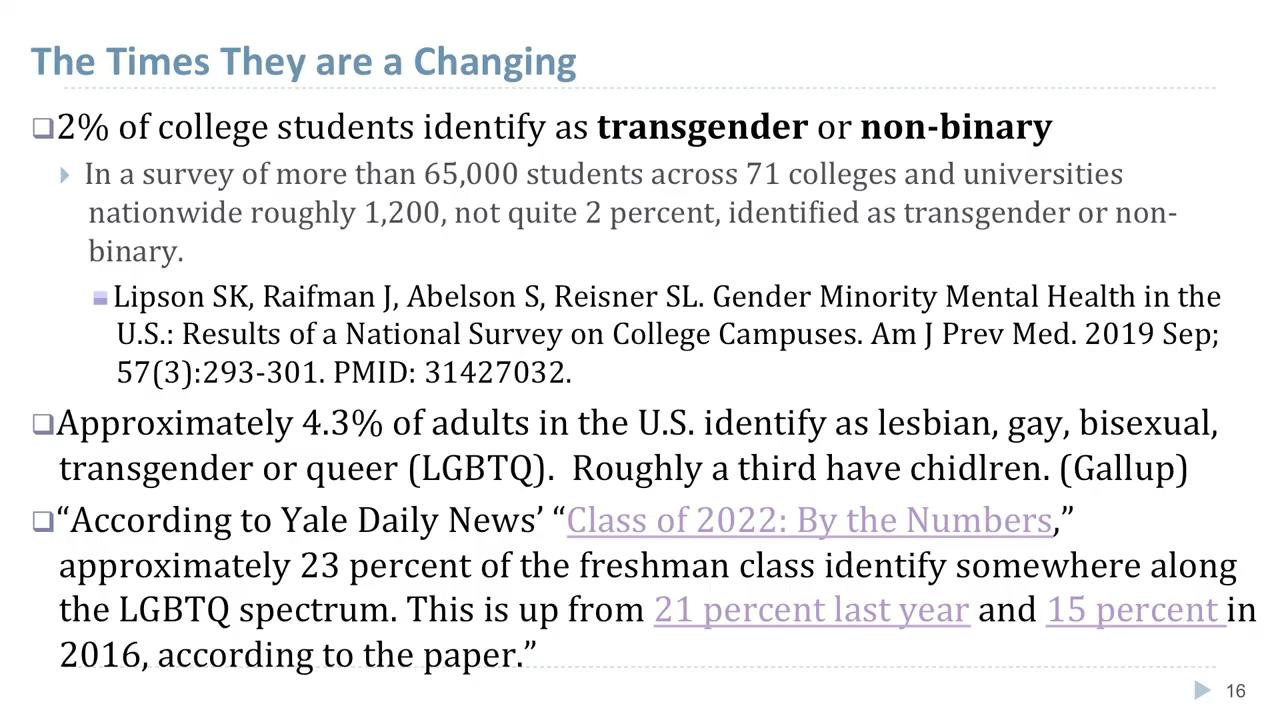 The Times They are a Changing
2% of college students identify as transgender or non-binary
In a survey of more than 65,000 students across 71 colleges and universities
nationwide roughly 1,200, not quite 2 percent, identified as transgender or non-
binary.
Lipson SK, Raifman J, Abelson S, Reisner SL. Gender Minority Mental Health in the
U.S.: Results of a National Survey on College Campuses. Am J Prev Med. 2019 Sep;
57(3):293-301. PMID: 31427032.
Approximately 4.3% of adults in the U.S. identify as lesbian, gay, bisexual,
transgender or queer (LGBTQ).  Roughly a third have chidlren. (Gallup)
“According to Yale Daily News’ “Class of 2022: By the Numbers,”
approximately 23 percent of the freshman class identify somewhere along
the LGBTQ spectrum. This is up from 21 percent last year and 15 percent in
2016, according to the paper.”
16